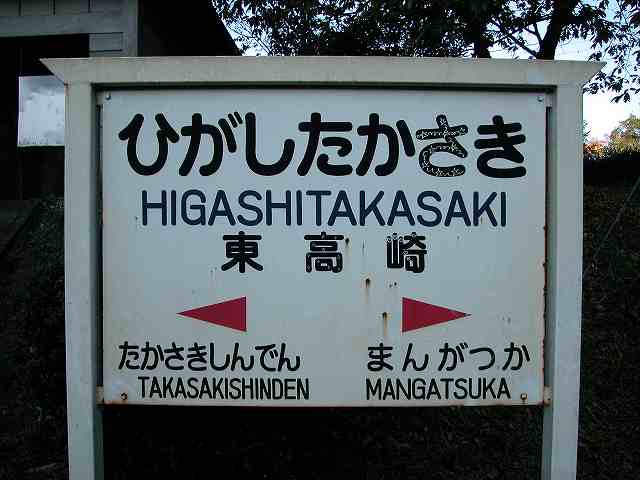 ひがしたかさき
HIGASHITAKASAKI
東高崎
たかさきしんでん まんがつか
TAKASAKISHINDEN MANGATSUKA